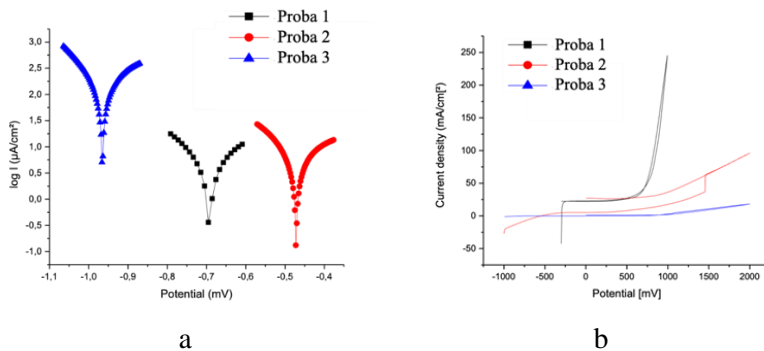 Proba 1
Proba 2
Proba 3
3,0
2,5
2,0
1,5
1,0
0,5
0,0
-0,5
-1,0
log I (µA/cm²)
-1,1 -1,0 -0,9 -0,8 -0,7 -0,6 -0,5 -0,4
Potential (mV)
a
Proba 1
Proba 2
Proba 3
250
200
150
100
50
25
0
-50
Current density (mA/cm[²]
-1000 -500 0 500 1000 1500 2000
Potential [mV]
b